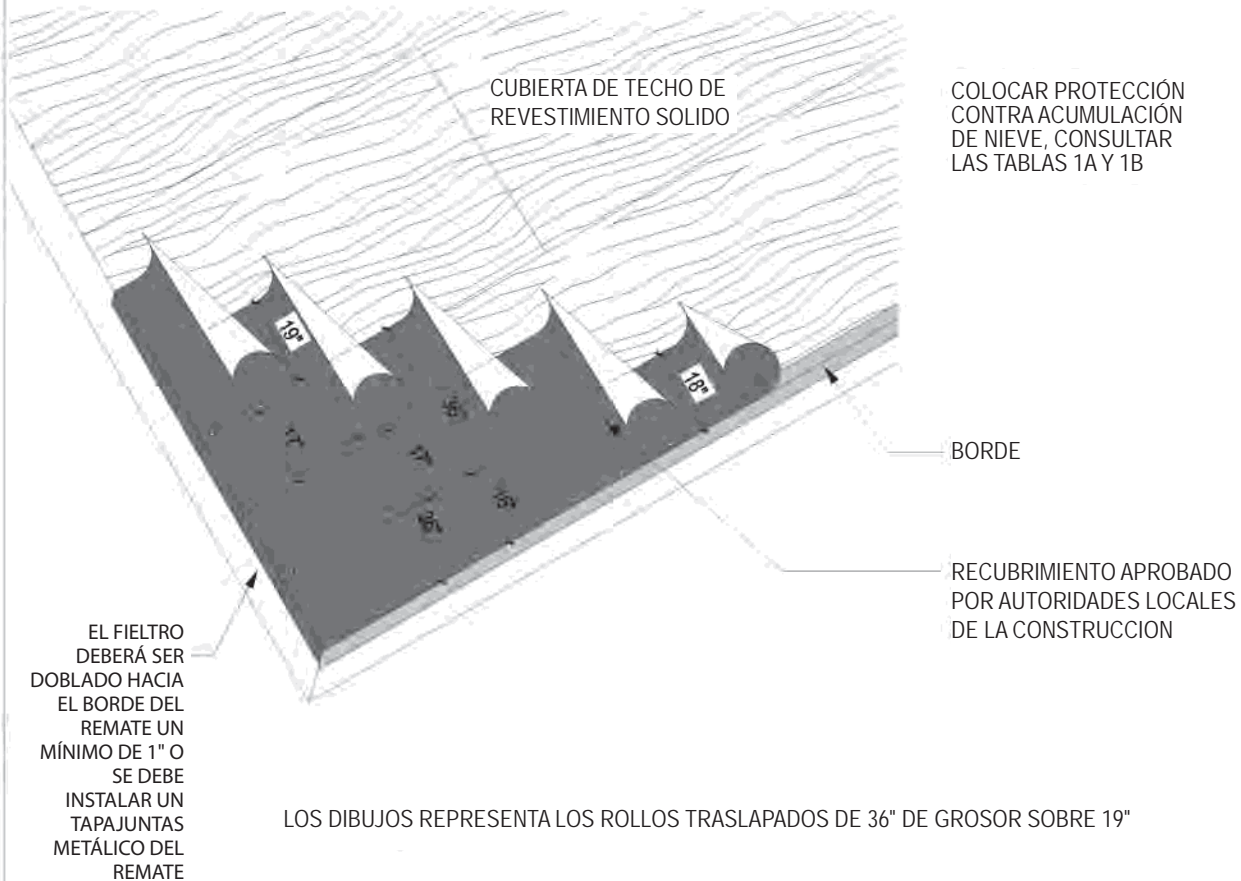 CUBIERTA DE TECHO DE
REVESTIMIENTO SOLIDO
COLOCAR PROTECCIÓN
CONTRA ACUMULACIÓN
DE NIEVE, CONSULTAR
LAS TABLAS 1A Y 1B
19"
18"
17"
17"
BORDE
RECUBRIMIENTO APROBADO
POR AUTORIDADES LOCALES
DE LA CONSTRUCCION
EL FIELTRO
DEBERÁ SER
DOBLADO HACIA
EL BORDE DEL
REMATE UN
MÍNIMO DE 1" O
SE DEBE
INSTALAR UN
TAPAJUNTAS
METÁLICO DEL
REMATE
LOS DIBUJOS REPRESENTA LOS ROLLOS TRASLAPADOS DE 36" DE GROSOR SOBRE 19"